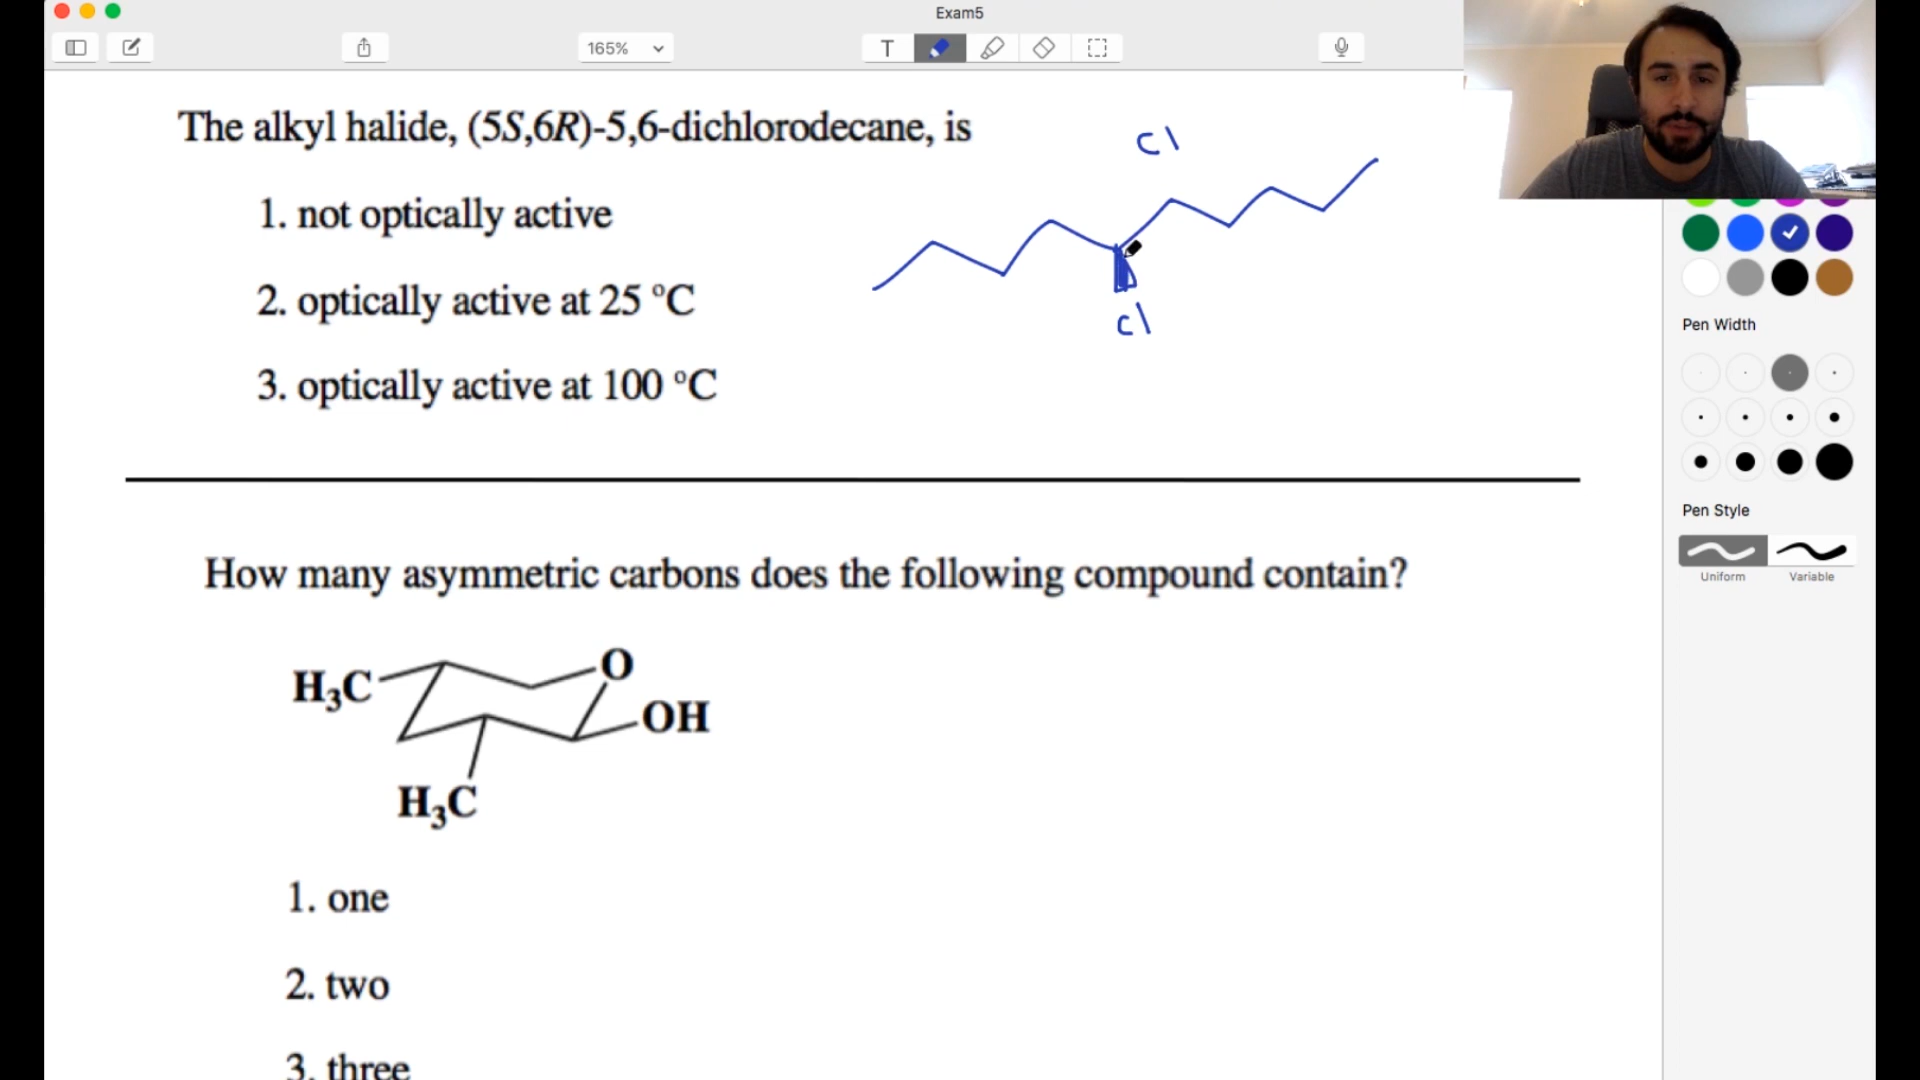 Exam5
165%
T
The alkyl halide, (5S,6R)-5,6-dichlorodecane, is
1. not optically active
2. optically active at 25 °C
3. optically active at 100 °C
Cl
Cl
Pen Width
Pen Style
Uniform
Variable
How many asymmetric carbons does the following compound contain?
H₃C
O
OH
H₃C
1. one
2. two
3. three